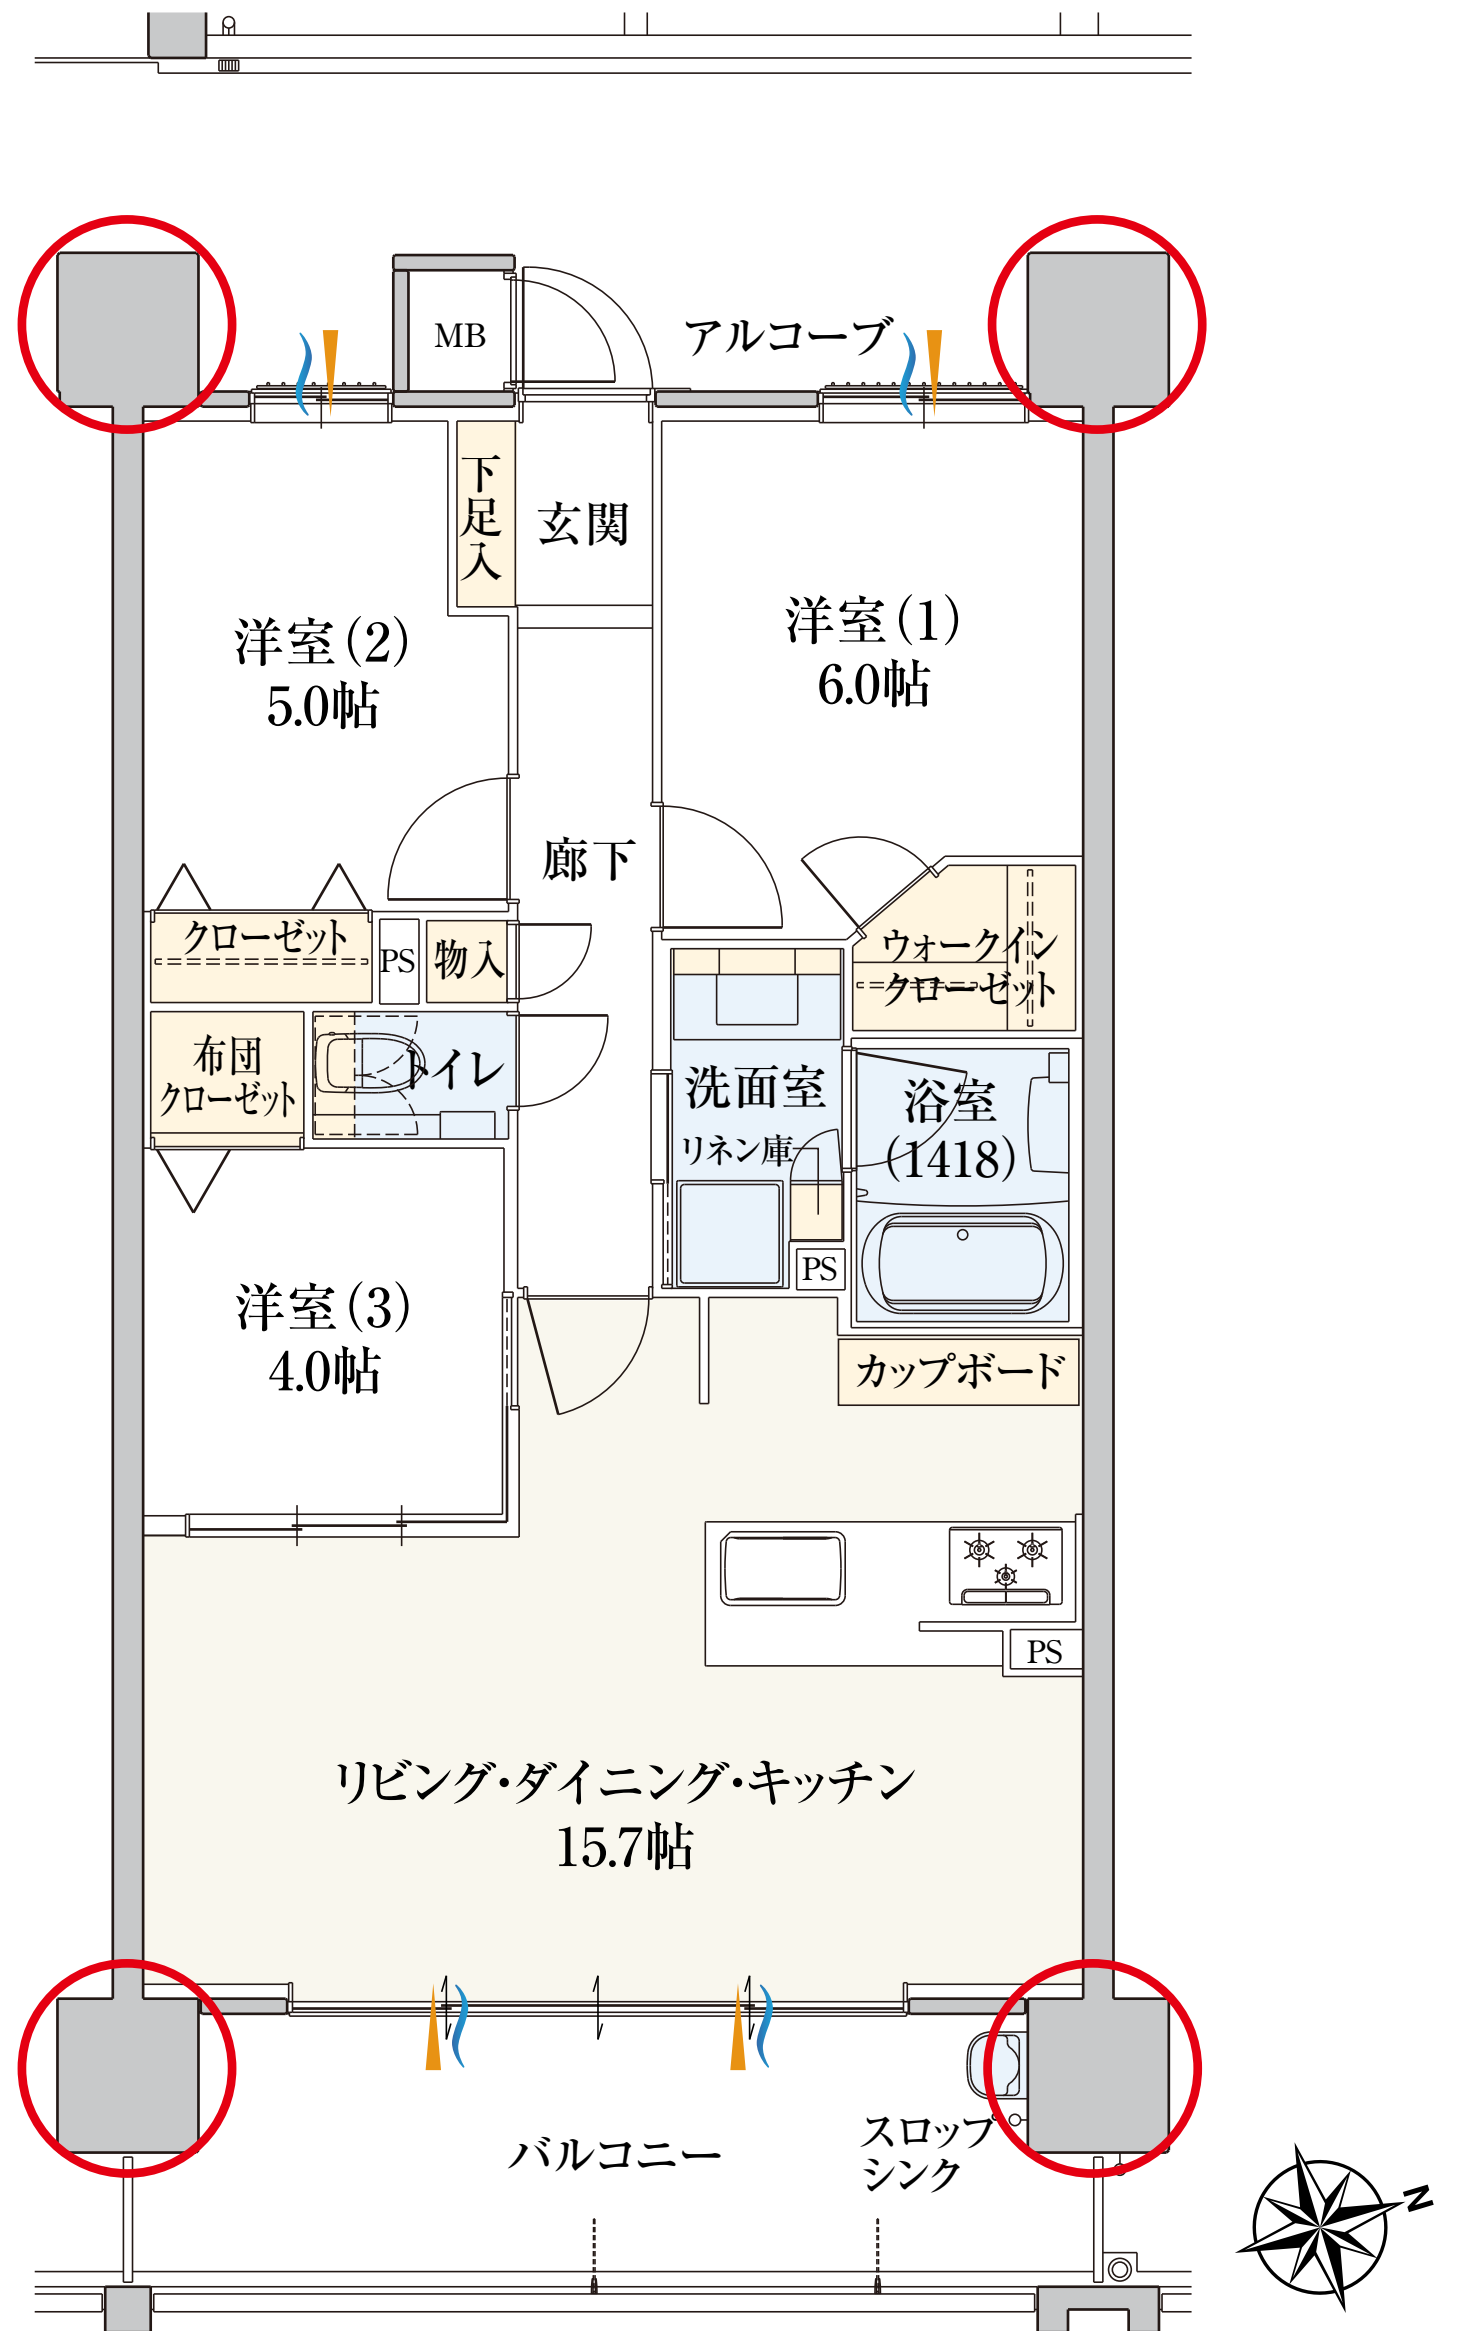 MB
アルコーブ
下足入
玄関
洋室(1)
6.0帖
洋室(2)
5.0帖
廊下
クローゼット
PS
物入
ウォークイン
クローゼット
布団
クローゼット
トイレ
洗面室
リネン庫
浴室
(1418)
PS
洋室(3)
4.0帖
カップボード
PS
リビング・ダイニング・キッチン
15.7帖
バルコニー
スロップ
シンク
N